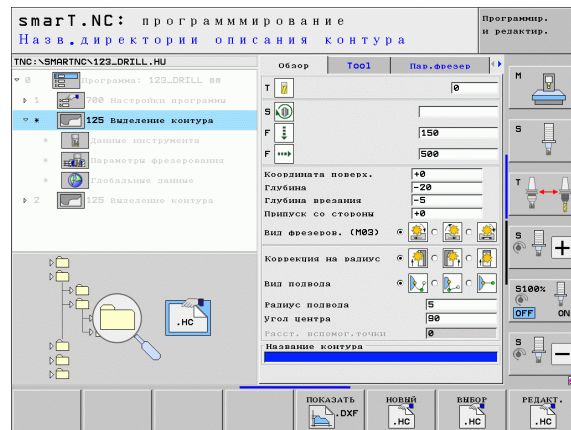 smarT.NC: программмирование
Программир.
и редактир.
Назв.директории описания контура
TNC:\SMARTNC\123_DRILL.HU
0 Программа: 123_DRILL мм
1 700 Настройки программы
* 125 Выделение контура
* Данные инструмента
* Параметры фрезерования
* Глобальные данные
2 125 Выделение контура
.HC
Обзор Tool Пар.фрезер
T 0
S
F 150
F 500
Координата поверх. +0
Глубина -20
Глубина врезания -5
Припуск со стороны +0
Вид фрезеров. (M03)
Коррекция на радиус
Вид подвода
Радиус подвода 5
Угол центра 90
Расст. вспомог.точки 0
Название контура
M
S
T
S
S100%
OFF ON
S
ПОКАЗАТЬ
.DXF
НОВЫЙ
.HC
ВЫБОР
.HC
РЕДАКТ.
.HC